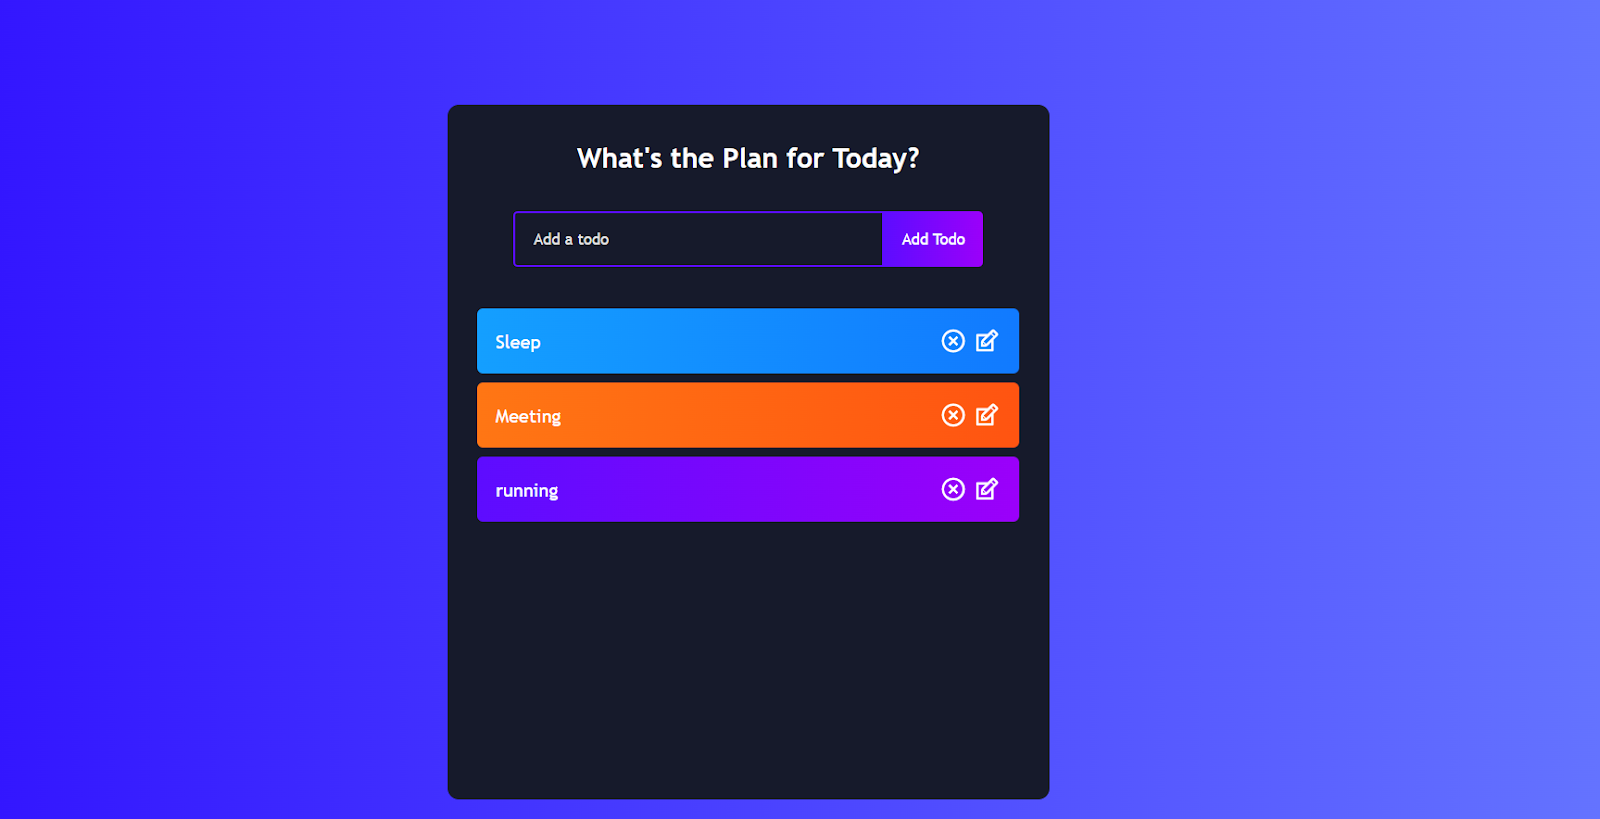 What's the Plan for Today?
Add a todo
Add Todo
Sleep
Meeting
running